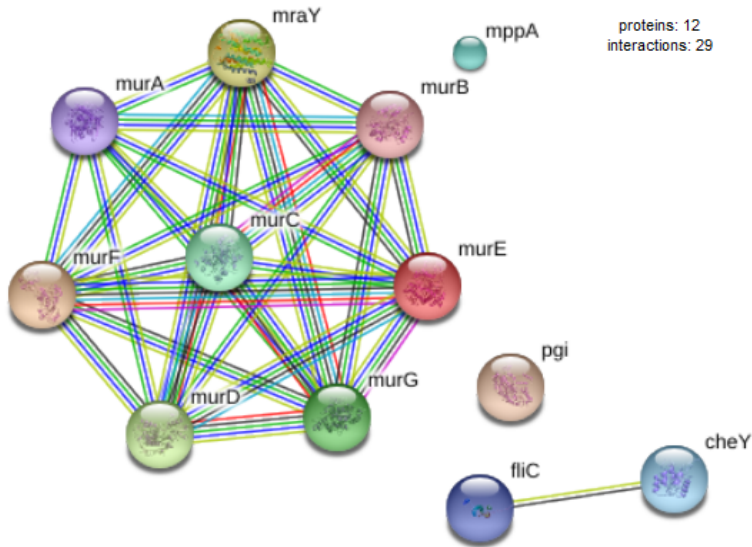 mraY
mppA
proteins: 12
interactions: 29
murA
murB
murC
murE
murF
pgi
murG
murD
cheY
fliC